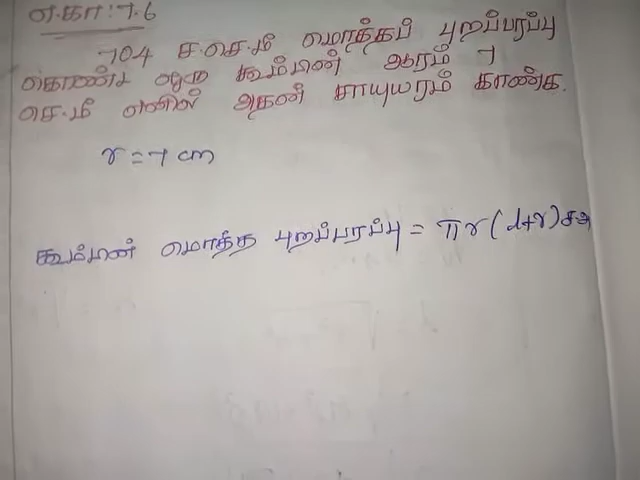 எ.கா : 7.6
704 ச.செ.மீ மொத்தப் புறப்பரப்பு
கொண்ட ஒரு கூம்பின் ஆரம் 7
செ.மீ எனில் அதன் சாயுயரம் காண்க.
r = 7 cm
கூம்பின் மொத்த புறப்பரப்பு = πr(l+r)ச.அ